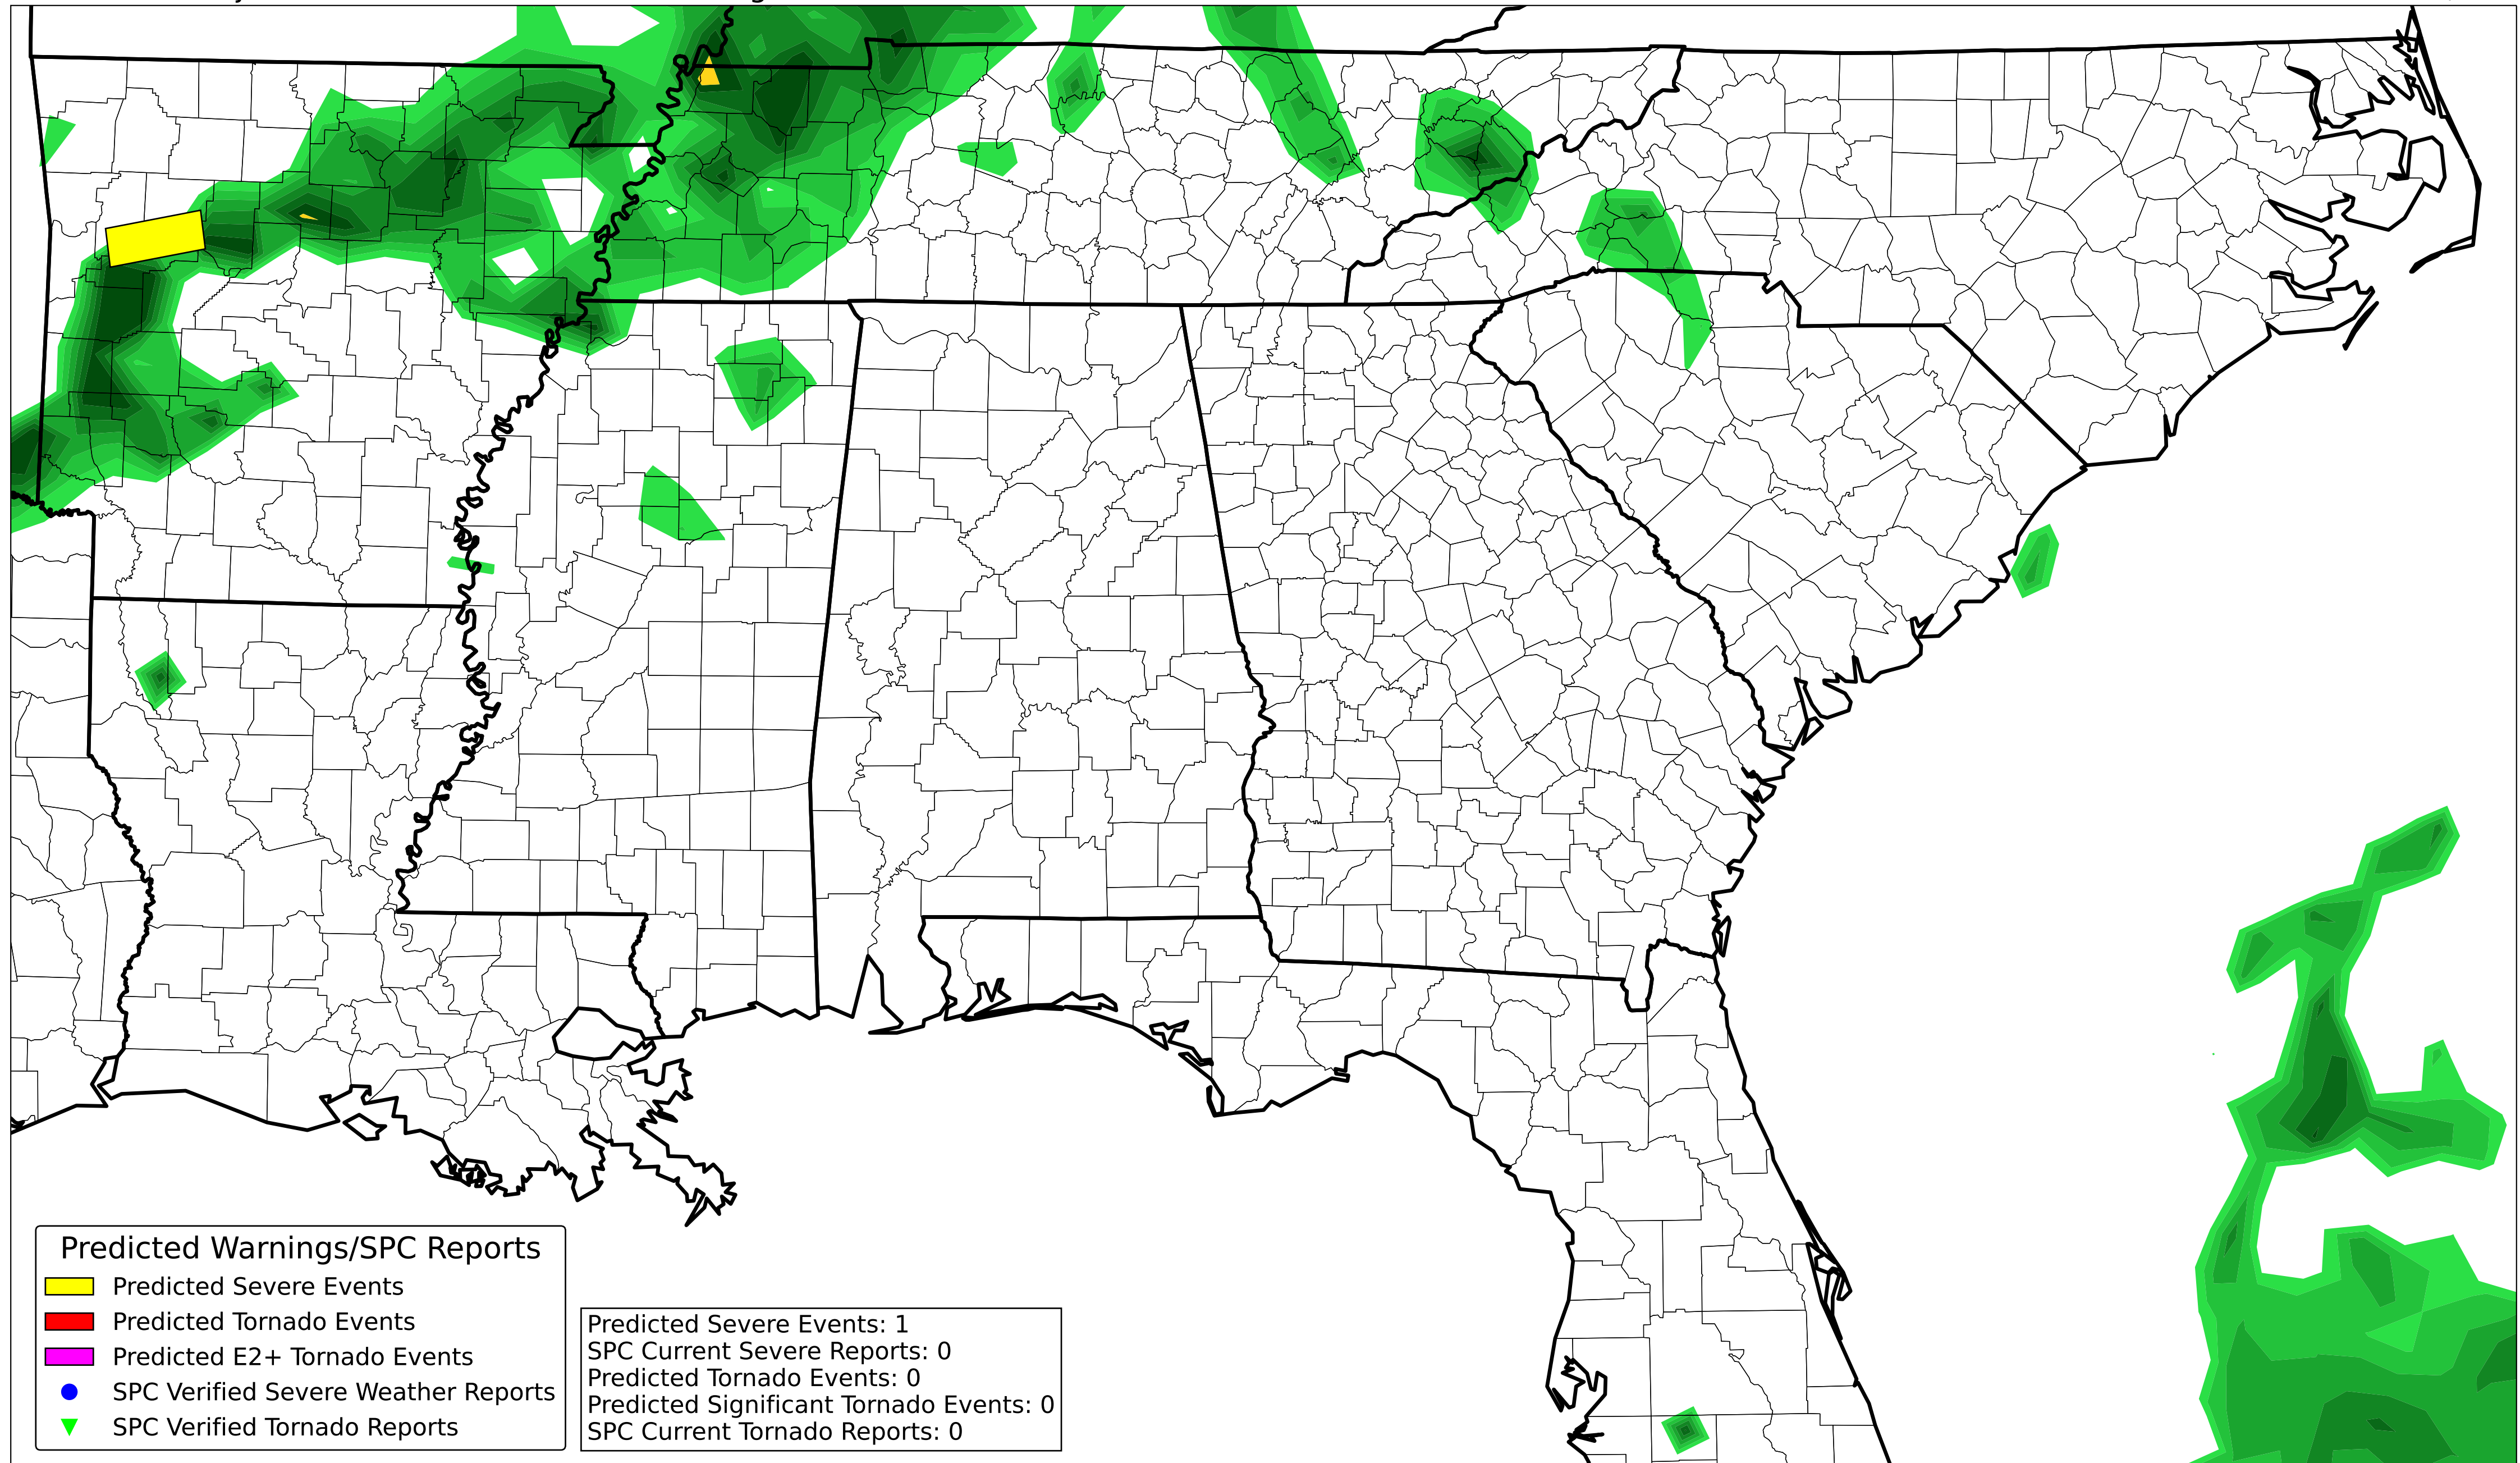 Predicted Warnings/SPC Reports
Predicted Severe Events
Predicted Tornado Events
Predicted E2+ Tornado Events
SPC Verified Severe Weather Reports
SPC Verified Tornado Reports
Predicted Severe Events: 1
SPC Current Severe Reports: 0
Predicted Tornado Events: 0
Predicted Significant Tornado Events: 0
SPC Current Tornado Reports: 0